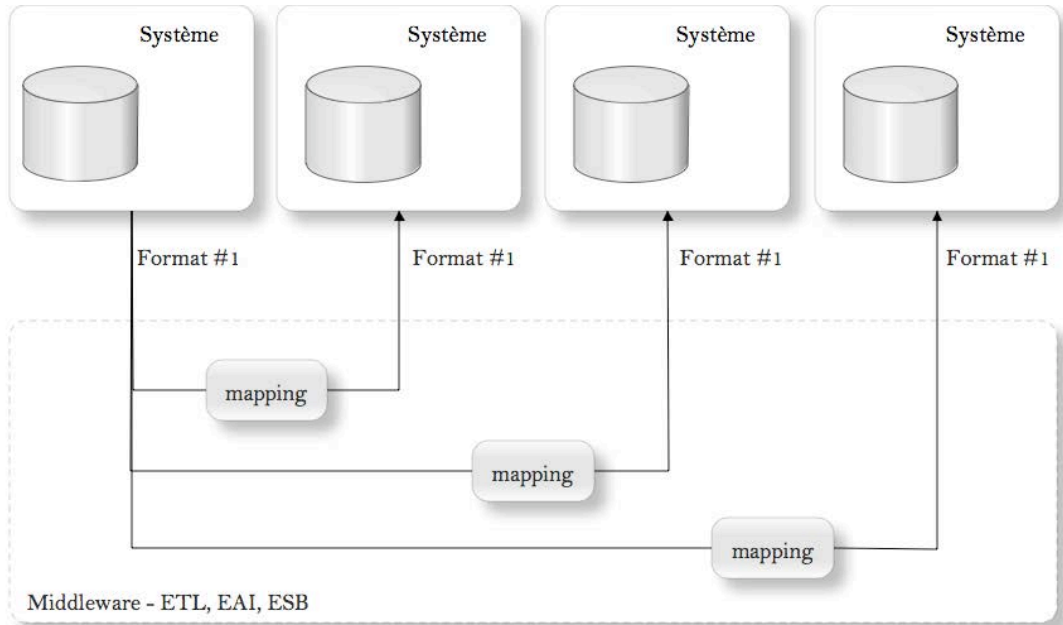 Système
Système
Système
Système
Format #1
Format #1
Format #1
Format #1
mapping
mapping
mapping
Middleware - ETL, EAI, ESB